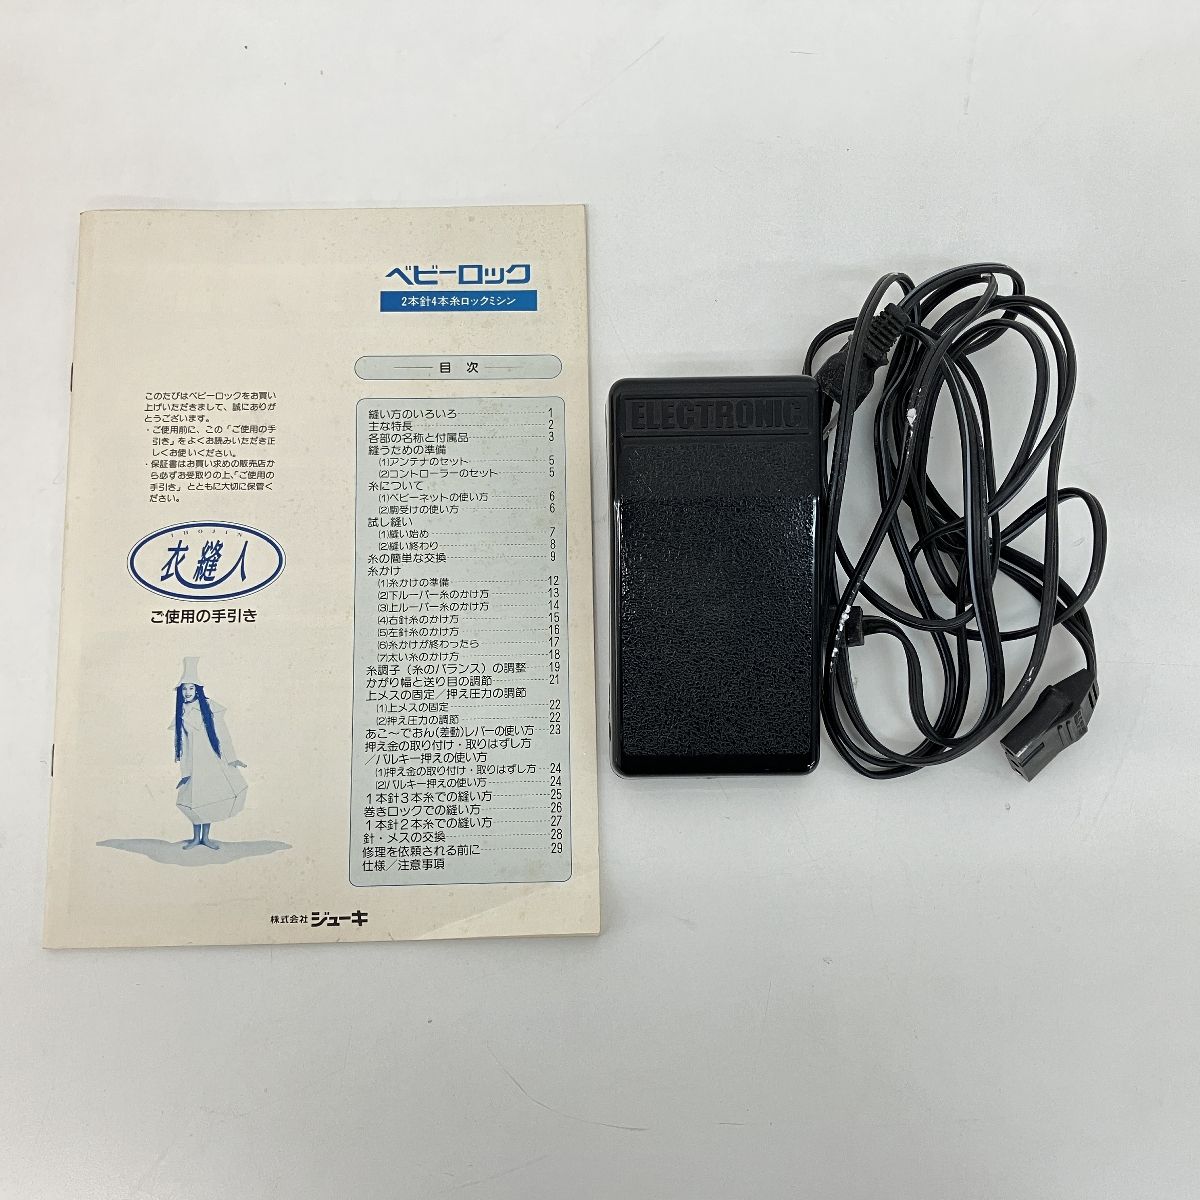 ベビーロック
2本針4本糸ロックミシン
このたびはベビーロックをお買い
上げいただきまして、誠にありが
とうございます。
・ご使用前に、この「ご使用の手
引き」をよくお読みいただき正
しくお使いください。
・保証書はお買い求めの販売店か
ら必ずお受取りの上、「ご使用の
手引き」とともに大切に保管く
ださい。
衣縫人
ご使用の手引き
目次
縫い方のいろいろ 1
主な特長 2
各部の名称と付属品 3
縫うための準備
(1)アンテナのセット 5
(2)コントローラーのセット 5
糸について
(1)ベビーネットの使い方 6
(2)駒受けの使い方 6
試し縫い
(1)縫い始め 7
(2)縫い終わり 8
糸の簡単な交換 9
糸かけ
(1)糸かけの準備 12
(2)下ルーパー糸のかけ方 13
(3)上ルーパー糸のかけ方 14
(4)右針糸のかけ方 15
(5)左針糸のかけ方 16
(6)糸かけが終わったら 17
(7)太い糸のかけ方 18
糸調子(糸のバランス)の調整 19
かがり幅と送り目の調節 21
上メスの固定/押え圧力の調節
(1)上メスの固定 22
(2)押え圧力の調節 22
あこ〜でおん(差動)レバーの使い方 23
押え金の取り付け・取りはずし方
/バルキー押えの使い方
(1)押え金の取り付け・取りはずし方 24
(2)バルキー押えの使い方 24
1本針3本糸での縫い方 25
巻きロックでの縫い方 26
1本針2本糸での縫い方 27
針・メスの交換 28
修理を依頼される前に 29
仕様/注意事項
株式会社 ジューキ
ELECTRONIC